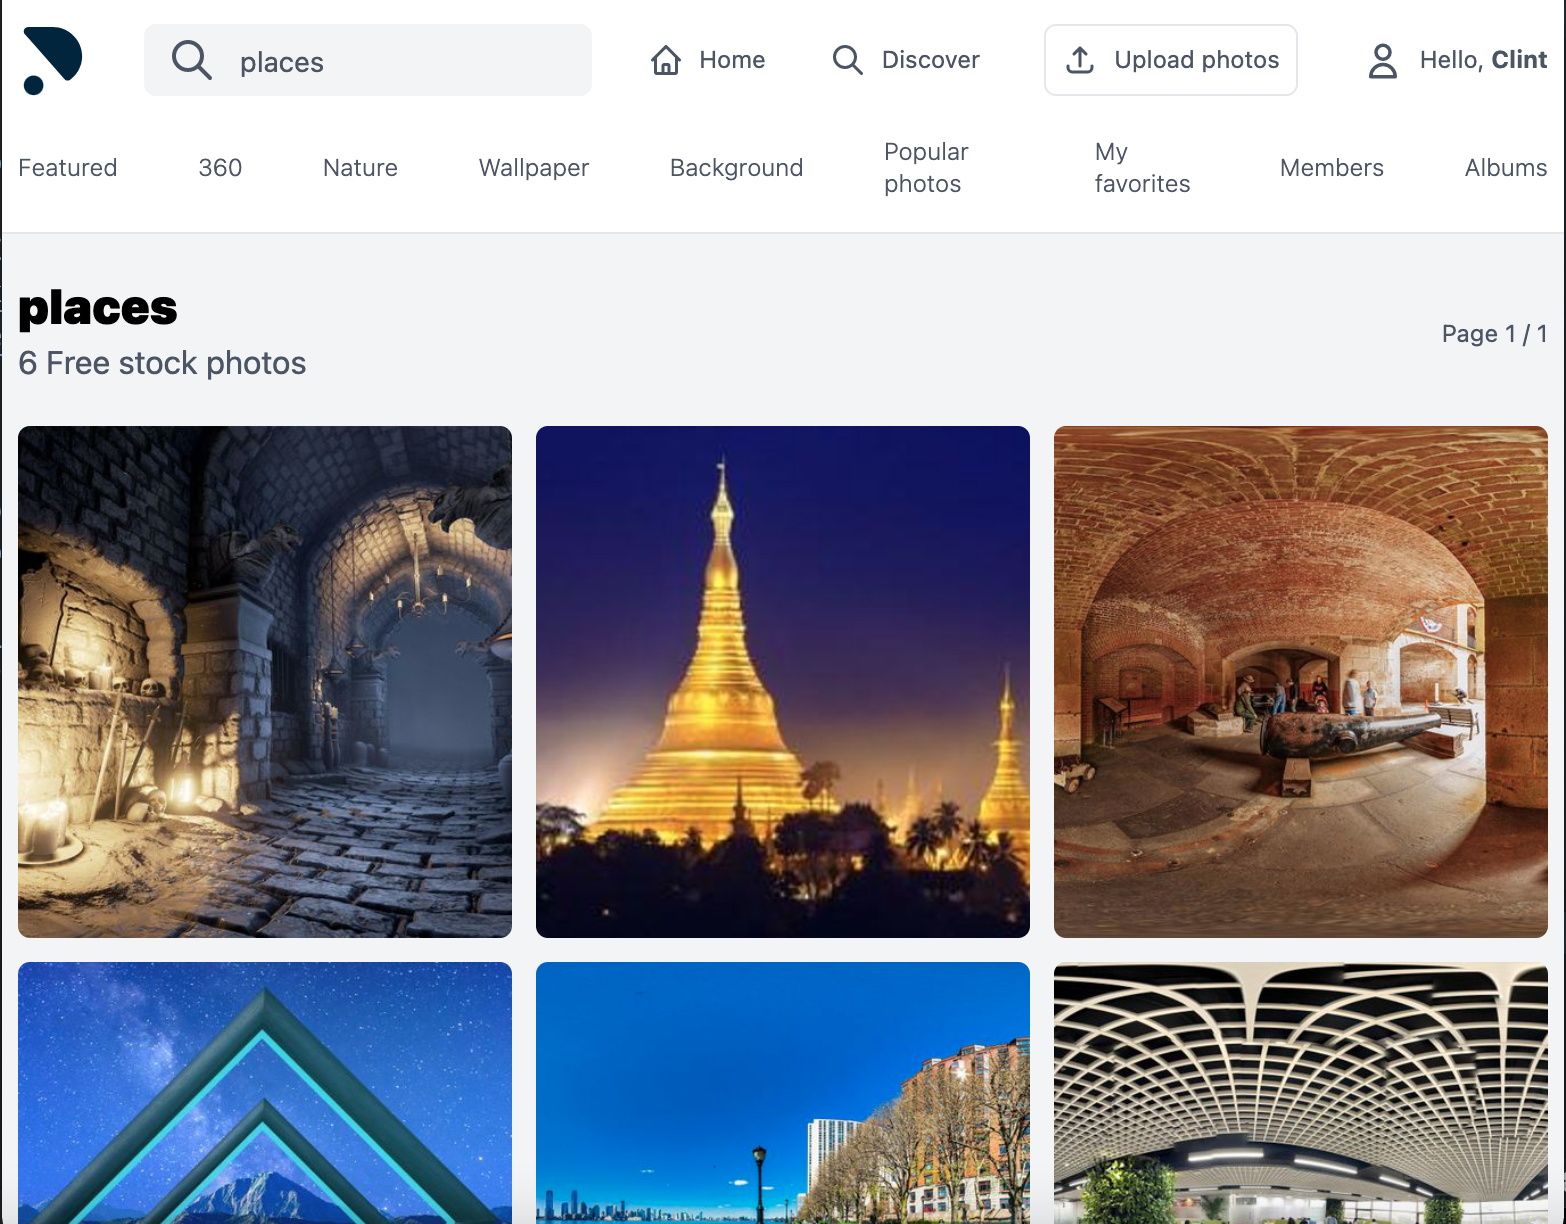 places
Home
Discover
Upload photos
Hello, Clint
Featured
360
Nature
Wallpaper
Background
Popular
photos
My
favorites
Members
Albums
places
6 Free stock photos
Page 1 / 1